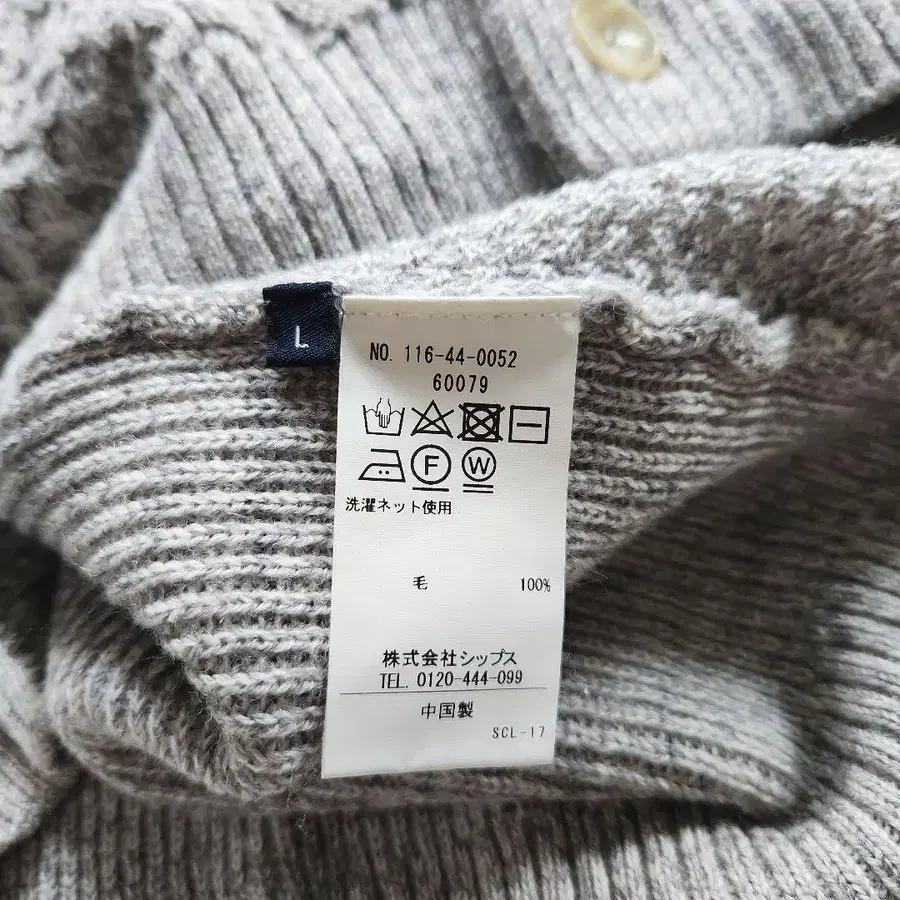 L
NO. 116-44-0052
60079
F W
洗濯ネット使用
毛 100%
株式会社シップス
TEL. 0120-444-099
中国製
SCL-17